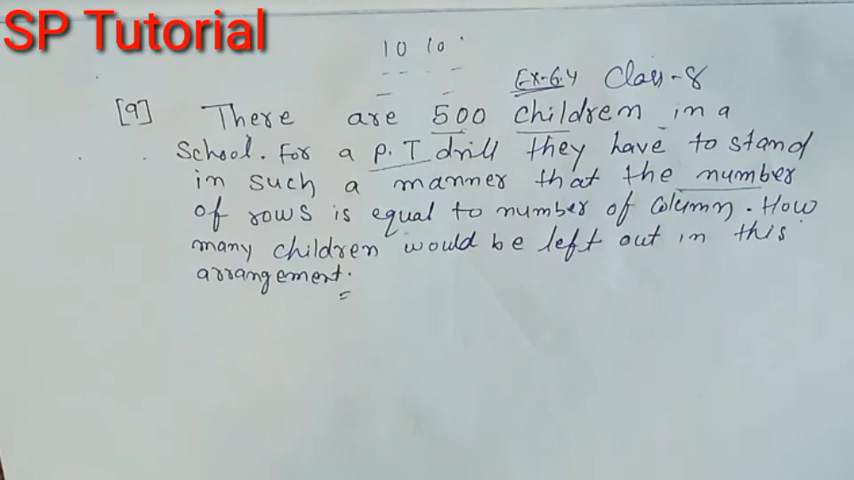 SP Tutorial
10 10
Ex-6.4 Class-8
[9] There are 500 children in a
School. For a P.T drill they have to stand
in such a manner that the number
of rows is equal to number of Column. How
many children would be left out in this
arrangement.